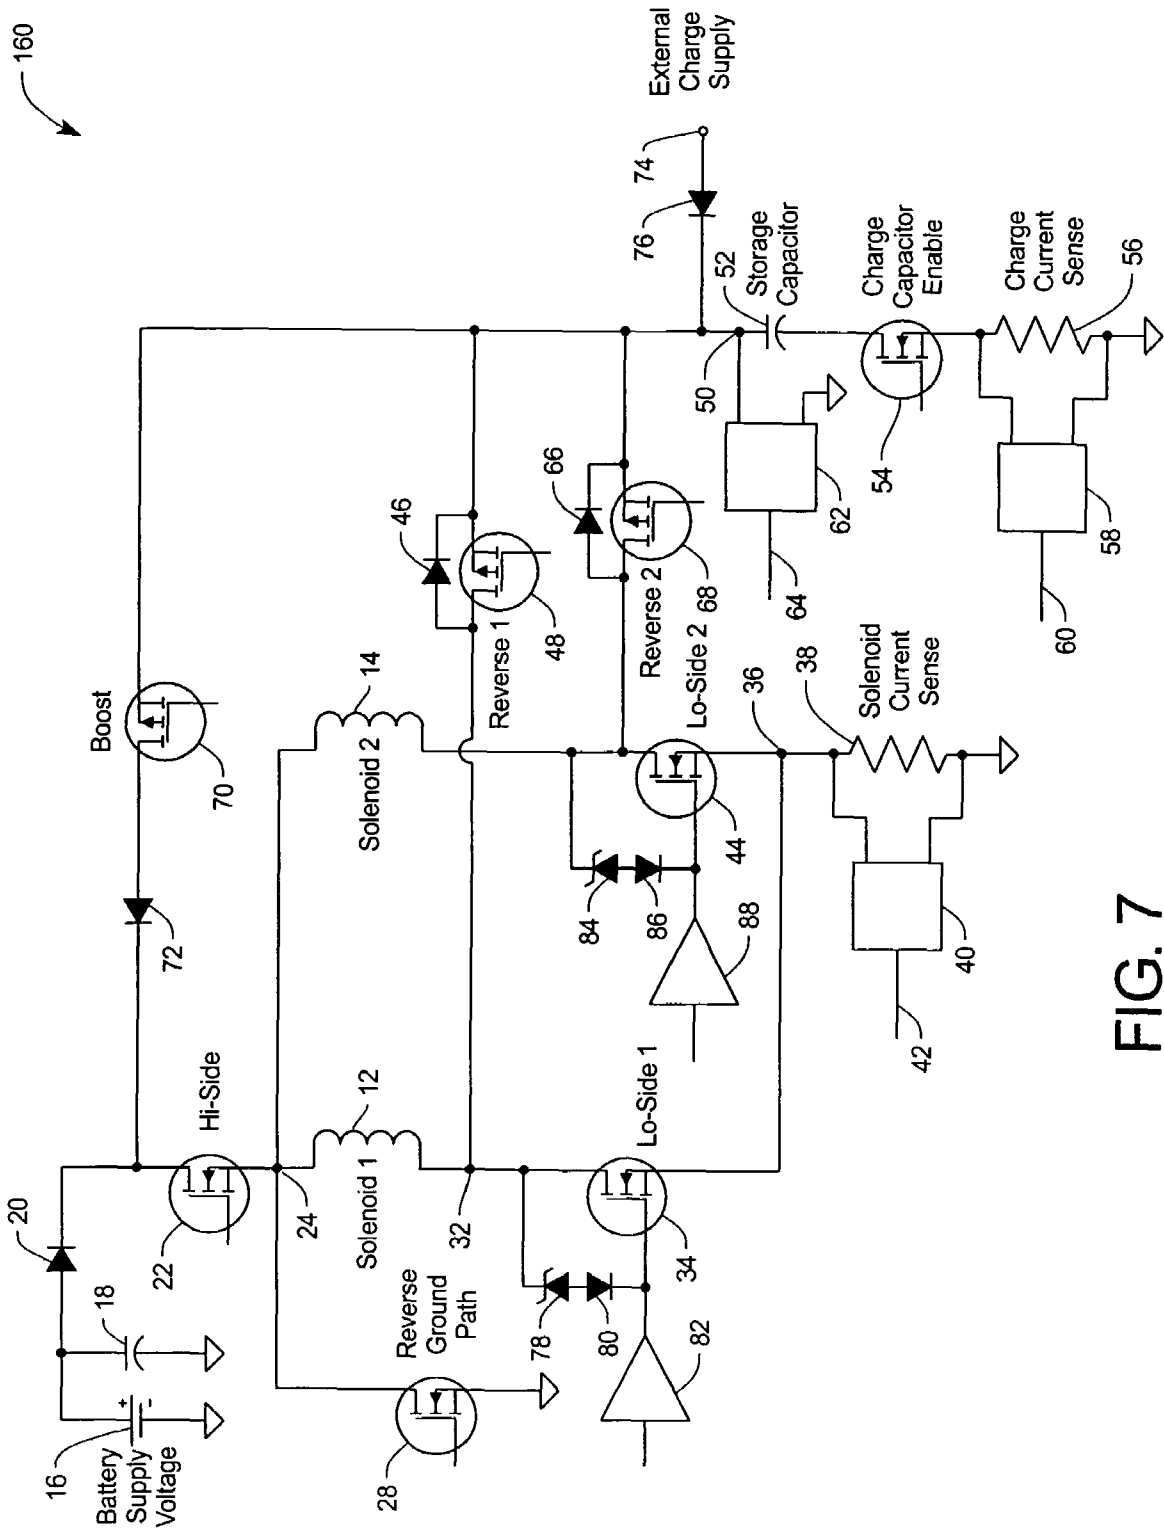 160
External
Charge
Supply
74
76
Boost
70
72
Hi-Side
20
22
18
16
Battery
Supply
Voltage
24
Solenoid 1
12
Solenoid 2
14
46
Reverse 1
48
66
Reverse 2
68
50
52
Storage
Capacitor
62
64
Charge
Capacitor
Enable
54
Charge
Current
Sense
56
58
60
Lo-Side 2
36
38
Solenoid
Current
Sense
44
84
86
88
40
42
32
Lo-Side 1
34
Reverse
Ground
Path
28
78
80
82
FIG. 7